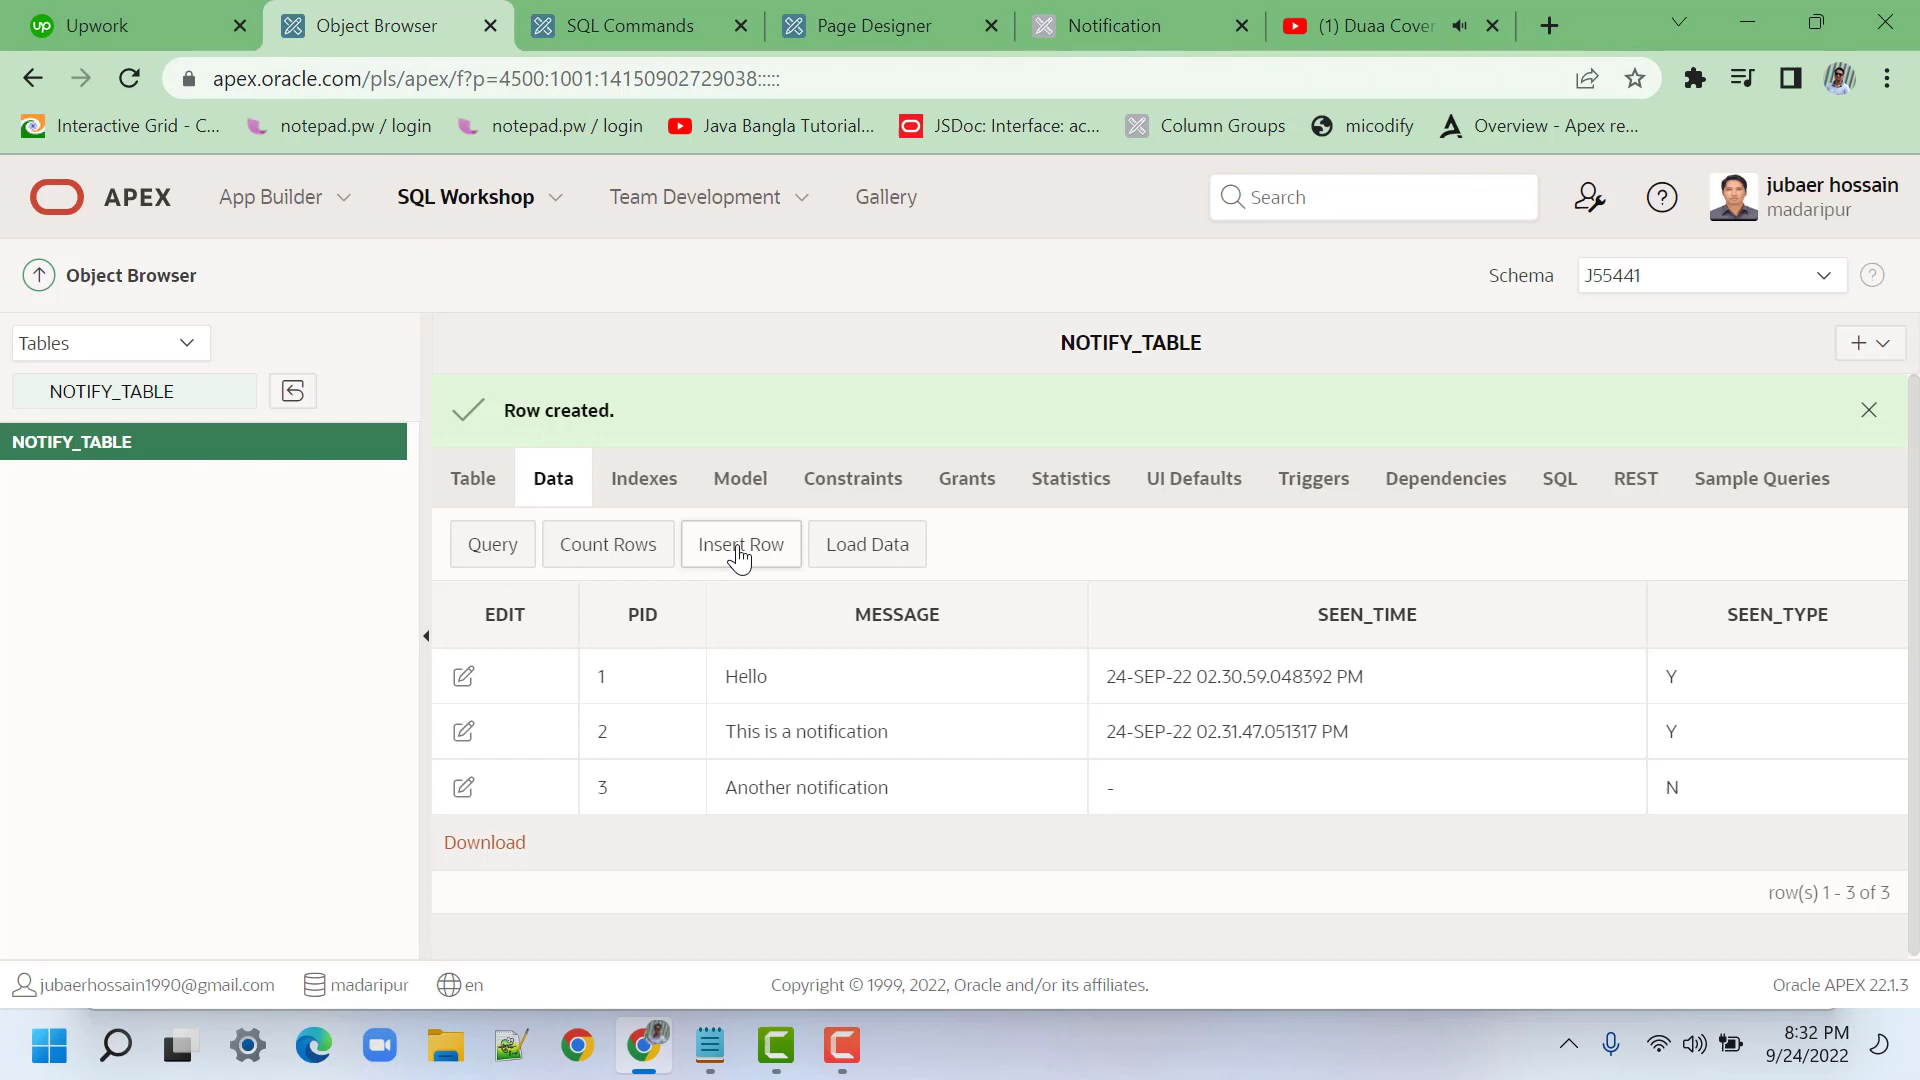 Upwork
Object Browser
SQL Commands
Page Designer
Notification
(1) Duaa Cover
apex.oracle.com/pls/apex/f?p=4500:1001:14150902729038:::::
Interactive Grid - C...
notepad.pw / login
notepad.pw / login
Java Bangla Tutorial...
JSDoc: Interface: ac...
Column Groups
micodify
Overview - Apex re...
APEX
App Builder
SQL Workshop
Team Development
Gallery
Search
jubaer hossain
madaripur
Object Browser
Schema
J55441
Tables
NOTIFY_TABLE
NOTIFY_TABLE
NOTIFY_TABLE
Row created.
Table Data Indexes Model Constraints Grants Statistics UI Defaults Triggers Dependencies SQL REST Sample Queries
Query Count Rows Insert Row Load Data
EDIT PID MESSAGE SEEN_TIME SEEN_TYPE
1 Hello 24-SEP-22 02.30.59.048392 PM Y
2 This is a notification 24-SEP-22 02.31.47.051317 PM Y
3 Another notification - N
Download
row(s) 1 - 3 of 3
jubaerhossain1990@gmail.com madaripur en
Copyright © 1999, 2022, Oracle and/or its affiliates.
Oracle APEX 22.1.3
8:32 PM
9/24/2022